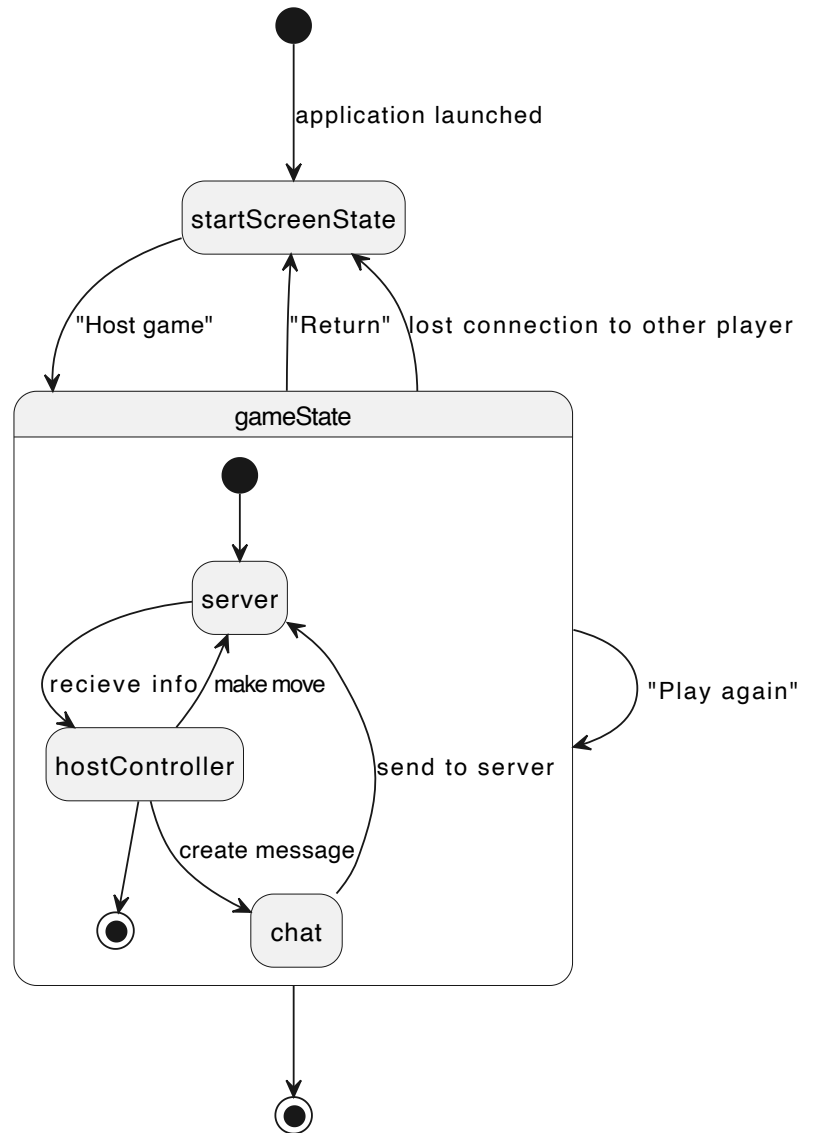 application launched
startScreenState
"Host game"
"Return"
lost connection to other player
gameState
server
recieve info
make move
"Play again"
hostController
send to server
create message
chat